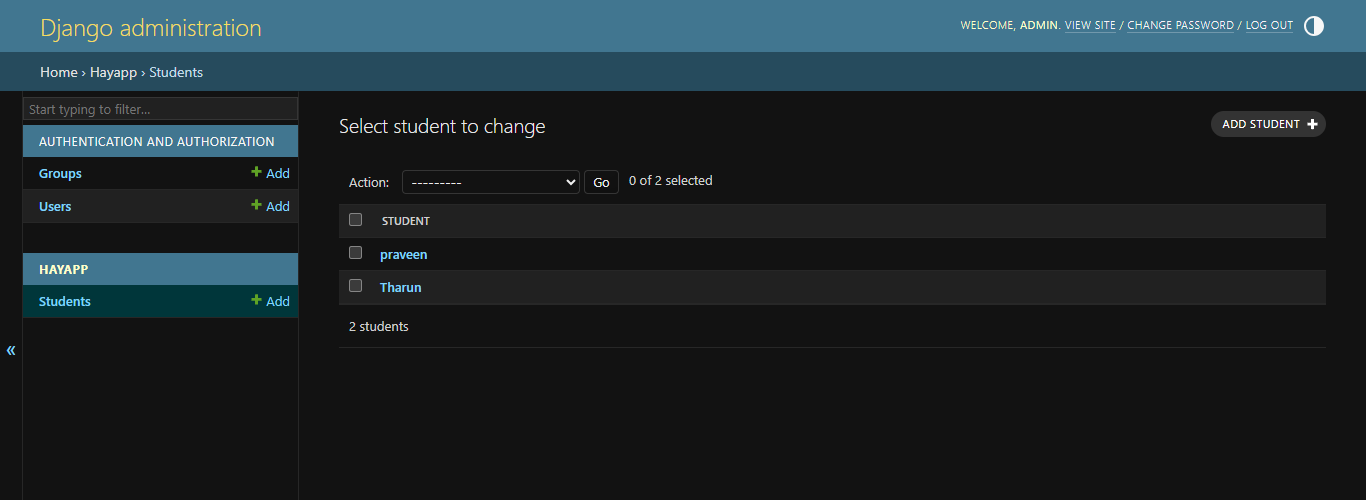 Django administration
WELCOME, ADMIN. VIEW SITE / CHANGE PASSWORD / LOG OUT
Home › Hayapp › Students
Start typing to filter...
AUTHENTICATION AND AUTHORIZATION
Groups + Add
Users + Add
HAYAPP
Students + Add
«
Select student to change
ADD STUDENT +
Action: --------- Go 0 of 2 selected
STUDENT
praveen
Tharun
2 students